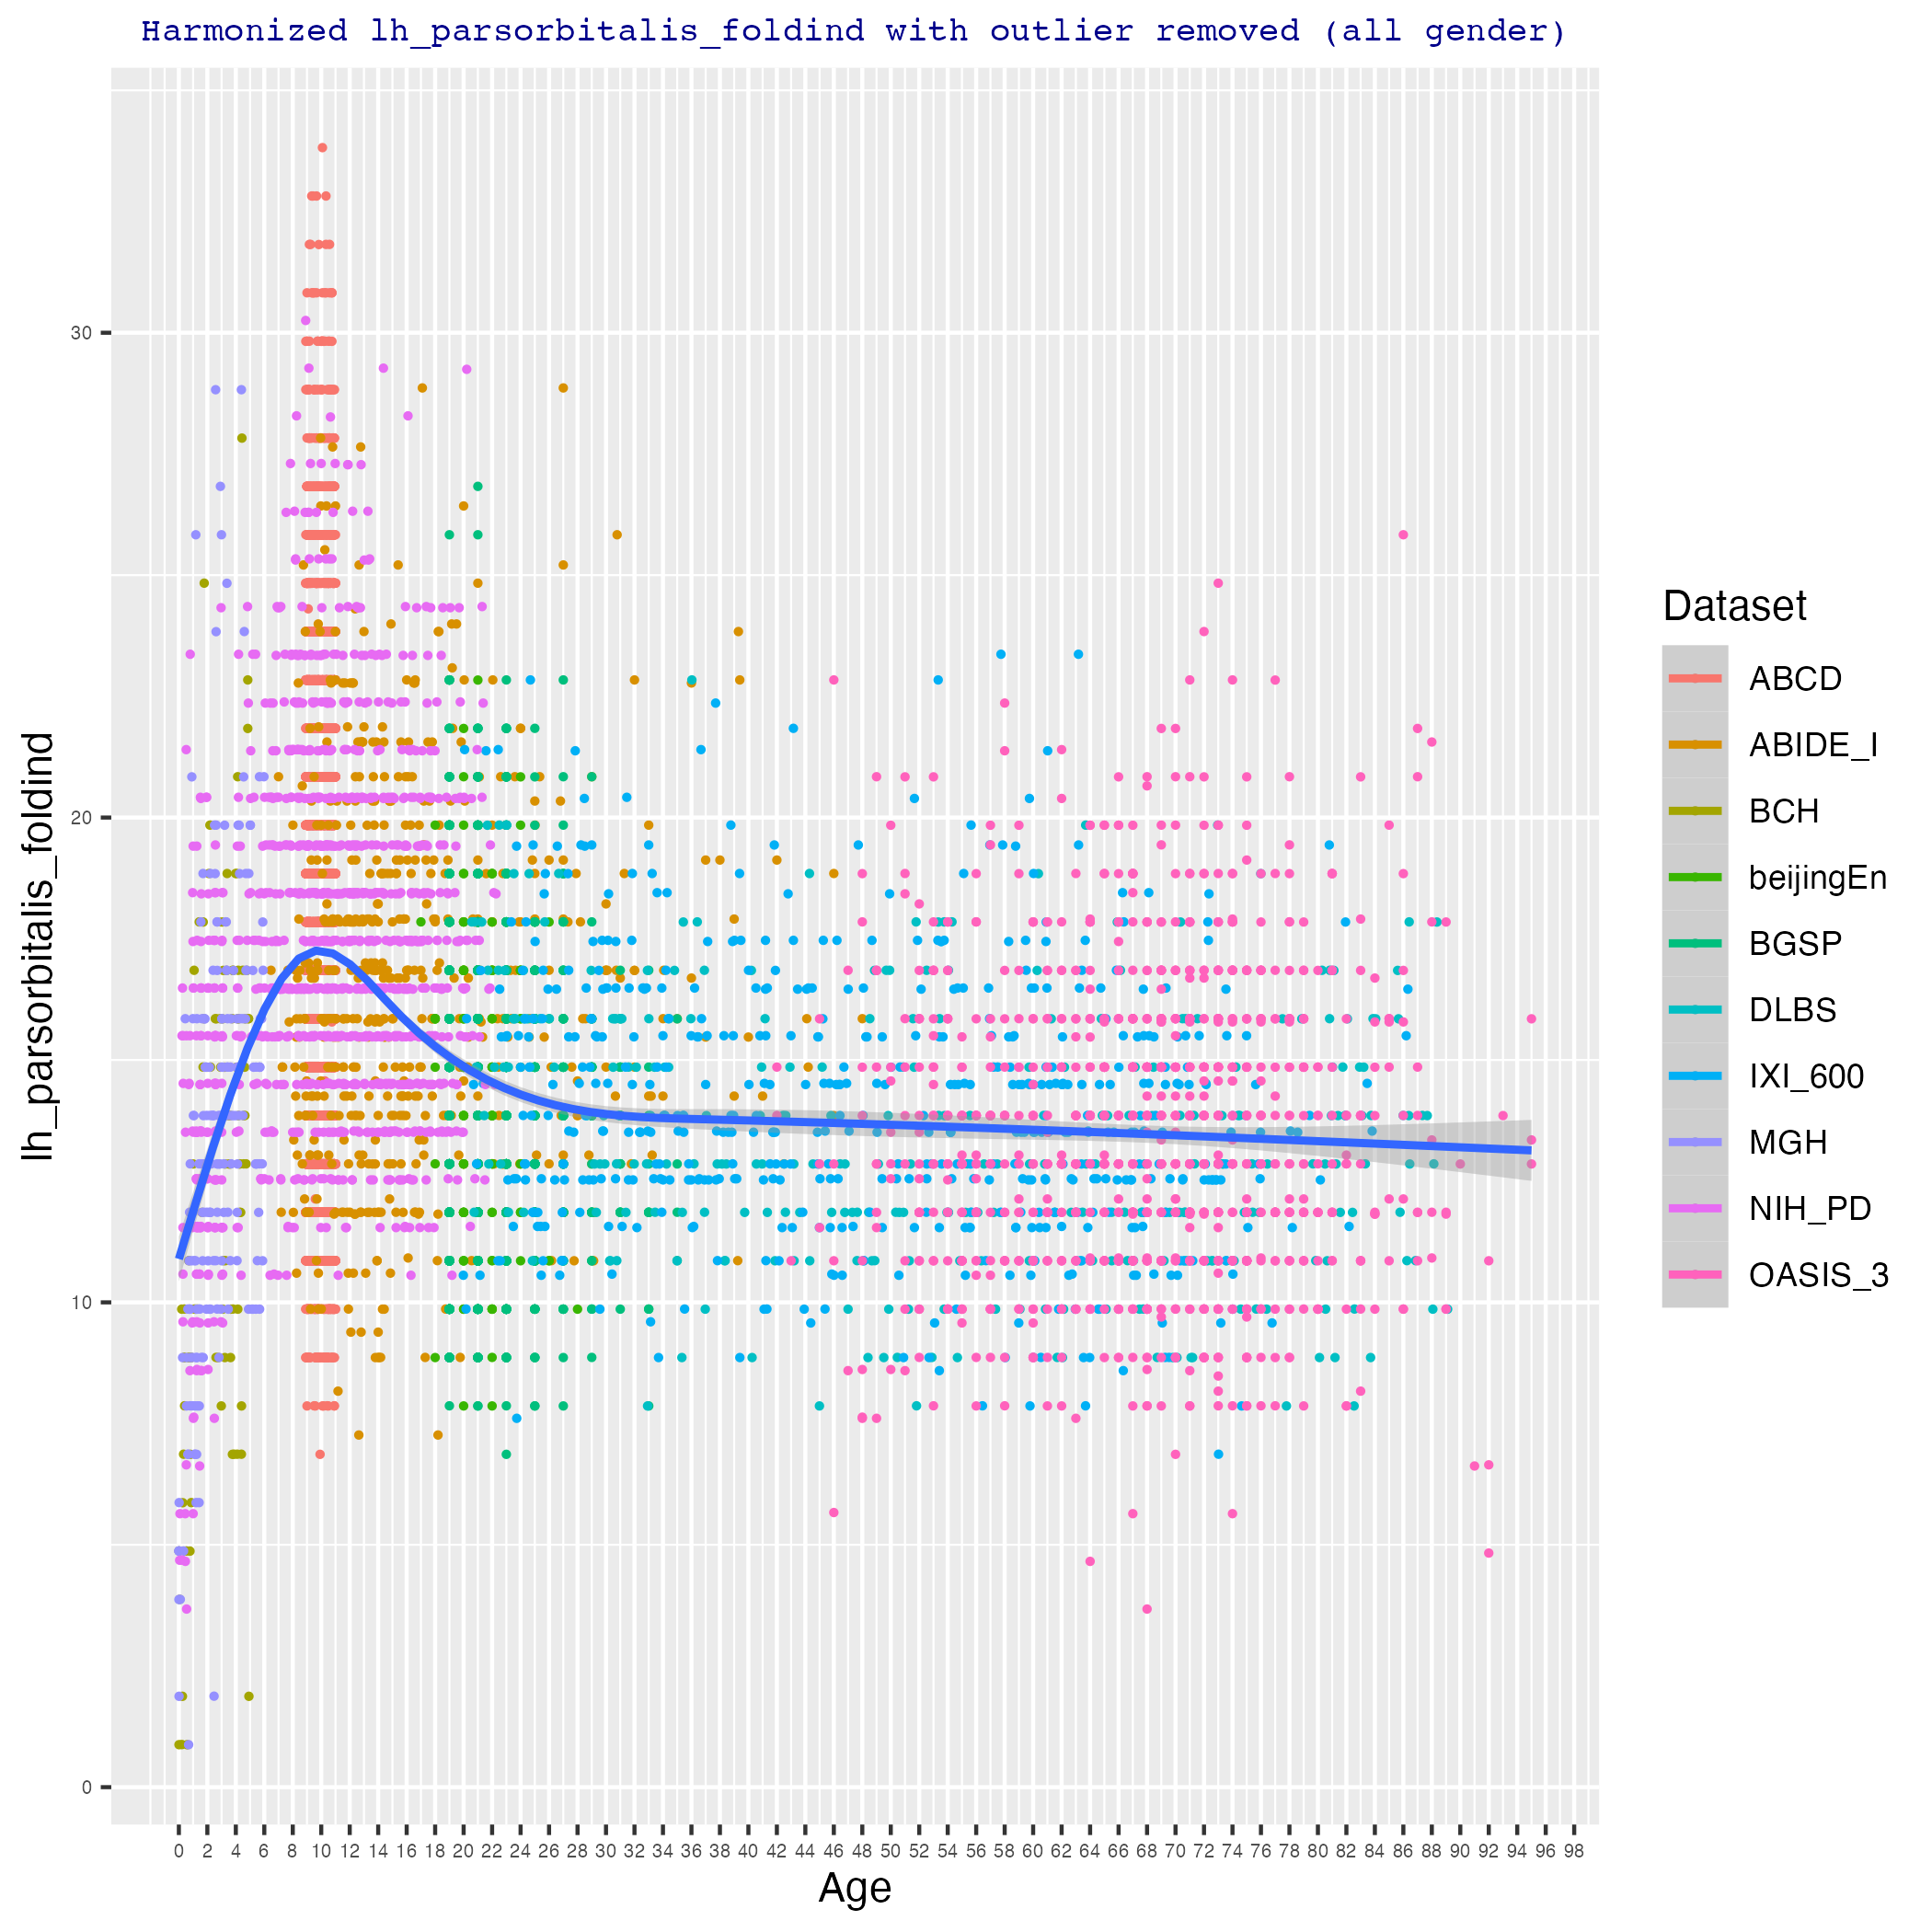 Harmonized lh_parsorbitalis_foldind with outlier removed (all gender)
lh_parsorbitalis_foldind
30
20
10
0
0 2 4 6 8 10 12 14 16 18 20 22 24 26 28 30 32 34 36 38 40 42 44 46 48 50 52 54 56 58 60 62 64 66 68 70 72 74 76 78 80 82 84 86 88 90 92 94 96 98
Age
Dataset
ABCD
ABIDE_I
BCH
beijingEn
BGSP
DLBS
IXI_600
MGH
NIH_PD
OASIS_3